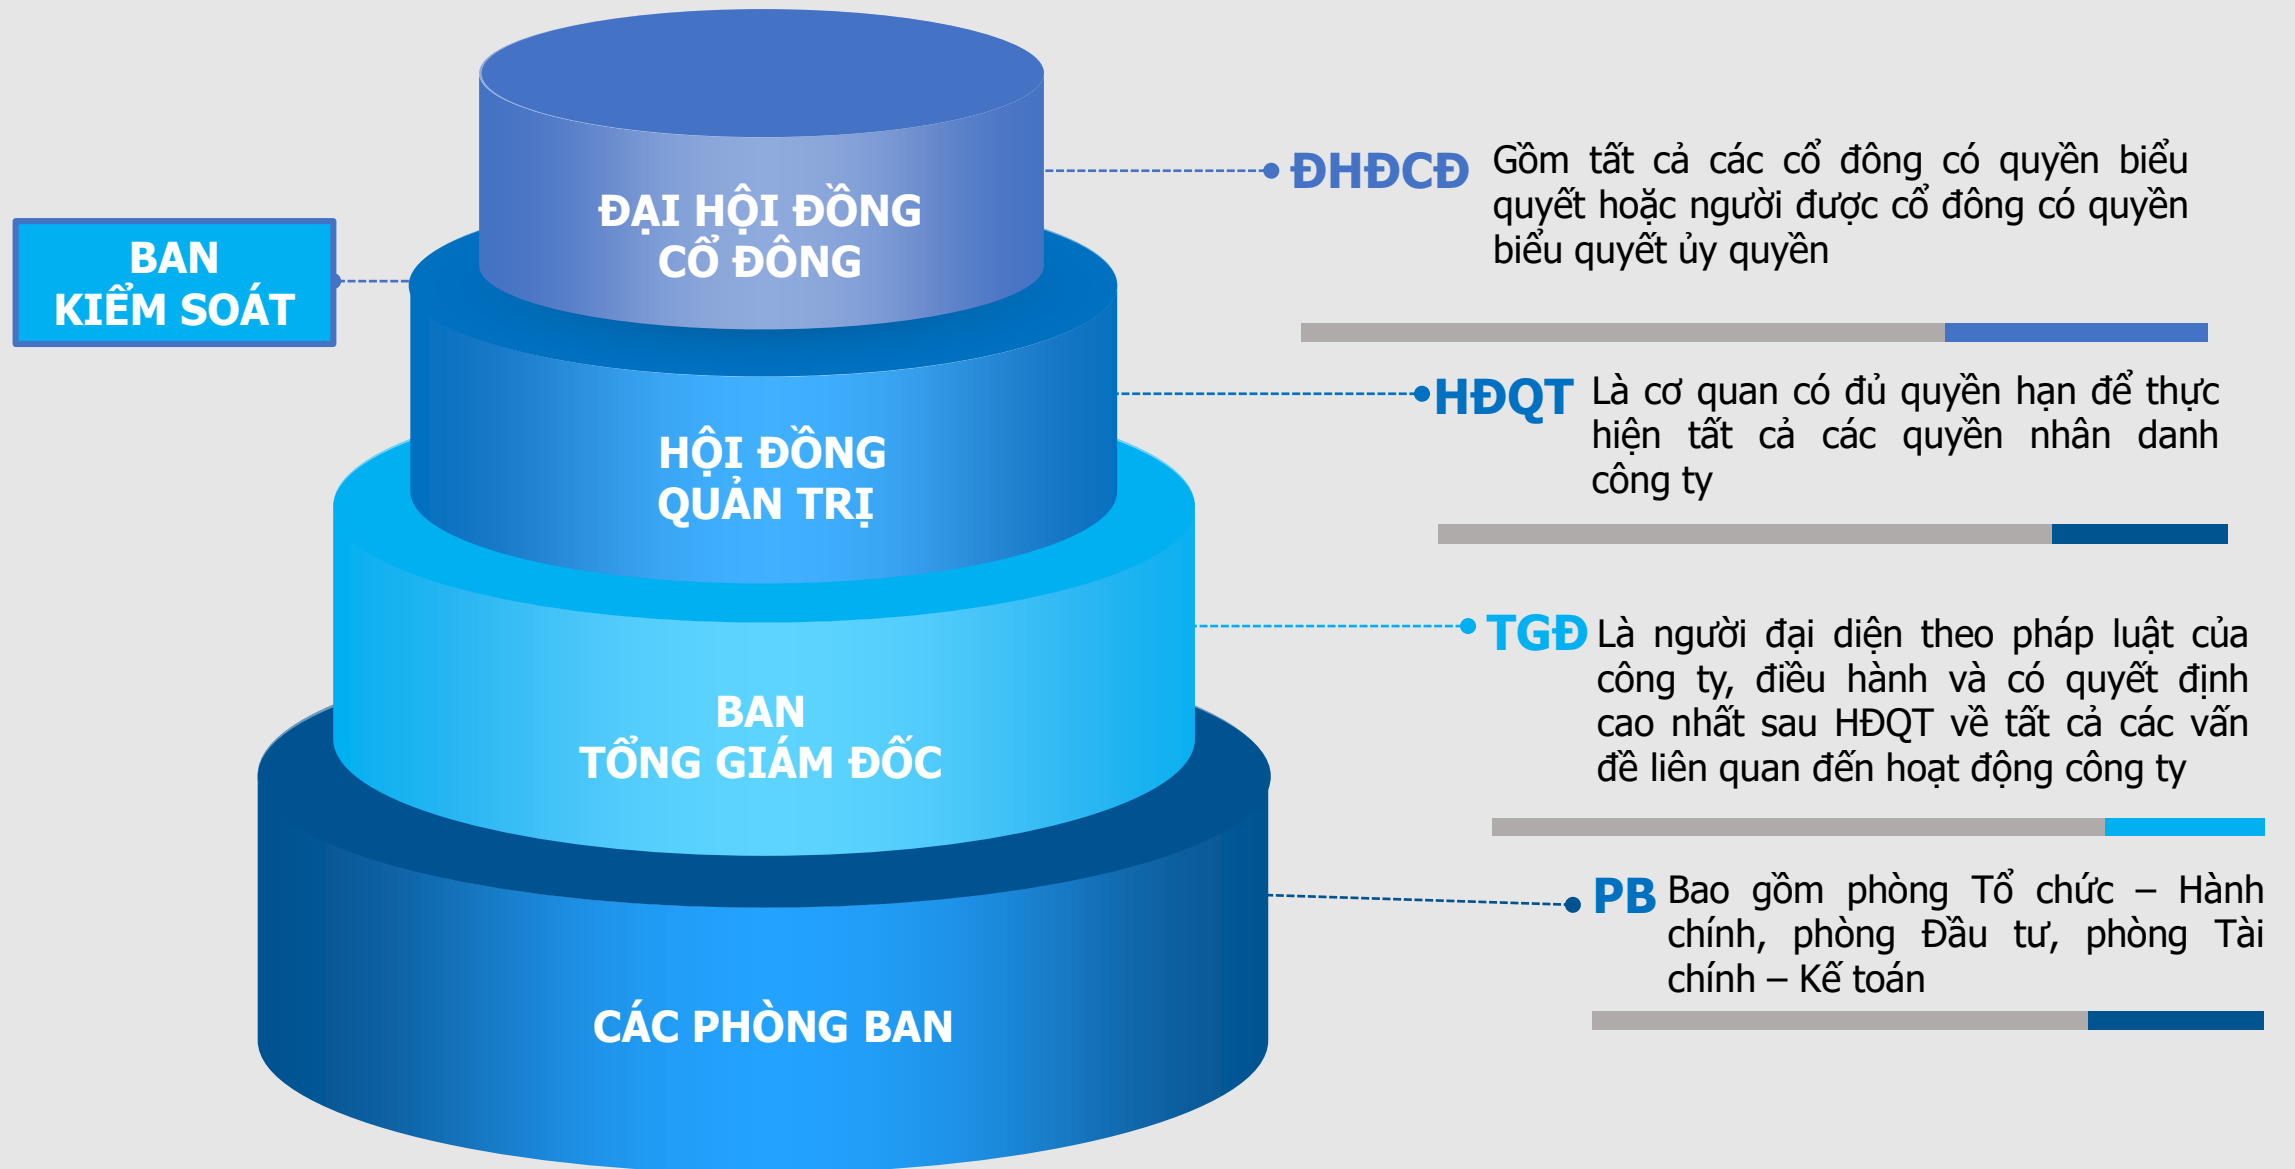 ĐẠI HỘI ĐỒNG
CỔ ĐÔNG
BAN
KIỂM SOÁT
HỘI ĐỒNG
QUẢN TRỊ
BAN
TỔNG GIÁM ĐỐC
CÁC PHÒNG BAN
ĐHĐCĐ
Gồm tất cả các cổ đông có quyền biểu
quyết hoặc người được cổ đông có quyền
biểu quyết ủy quyền
HĐQT
Là cơ quan có đủ quyền hạn để thực
hiện tất cả các quyền nhân danh
công ty
TGĐ
Là người đại diện theo pháp luật của
công ty, điều hành và có quyết định
cao nhất sau HĐQT về tất cả các vấn
đề liên quan đến hoạt động công ty
PB
Bao gồm phòng Tổ chức – Hành
chính, phòng Đầu tư, phòng Tài
chính – Kế toán